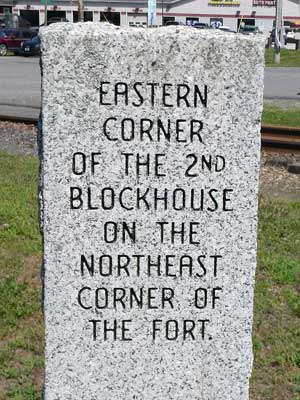 EASTERN
CORNER
OF THE 2ND
BLOCKHOUSE
ON THE
NORTHEAST
CORNER OF
THE FORT.